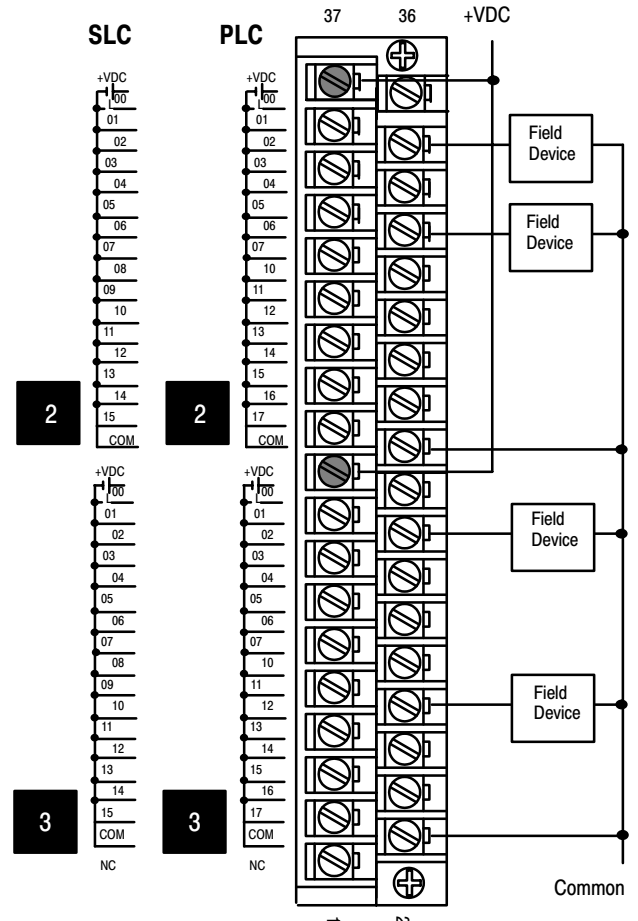 37 36 +VDC
SLC PLC
+VDC +VDC
00 00
01 01
02 02
03 03
04 04
05 05
06 06
07 07
08 10
09 11
10 12
11 13
12 14
13 15
14 16
15 17
COM COM
2 2
+VDC +VDC
00 00
01 01
02 02
03 03
04 04
05 05
06 06
07 07
08 10
09 11
10 12
11 13
12 14
13 15
14 16
15 17
COM COM
NC NC
3 3
Field
Device
Field
Device
Field
Device
Field
Device
Common
1 2